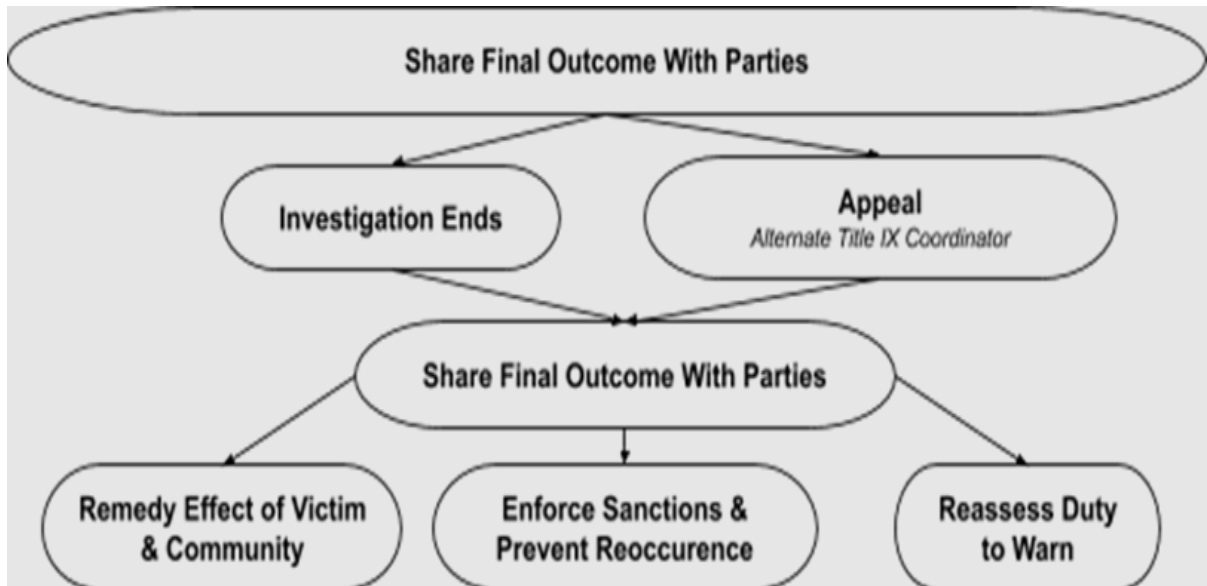 Share Final Outcome With Parties
Investigation Ends
Appeal
Alternate Title IX Coordinator
Share Final Outcome With Parties
Remedy Effect of Victim
& Community
Enforce Sanctions &
Prevent Reoccurence
Reassess Duty
to Warn